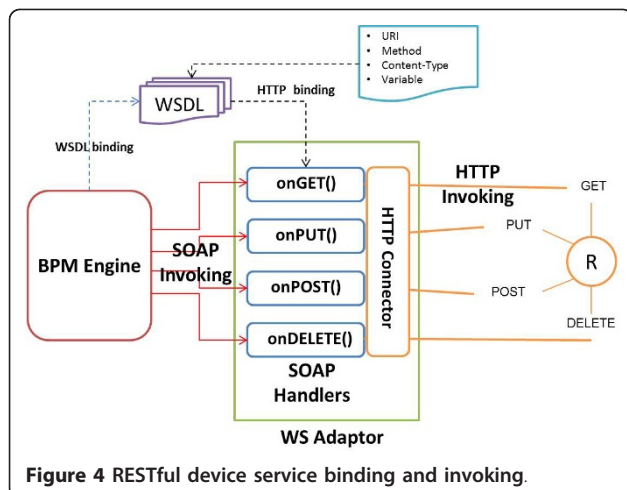 • URI
• Method
• Content-Type
• Variable
WSDL
HTTP binding
WSDL binding
BPM Engine
SOAP
Invoking
onGET()
onPUT()
onPOST()
onDELETE()
SOAP
Handlers
HTTP Connector
WS Adaptor
HTTP
Invoking
GET
PUT
R
POST
DELETE
Figure 4 RESTful device service binding and invoking.